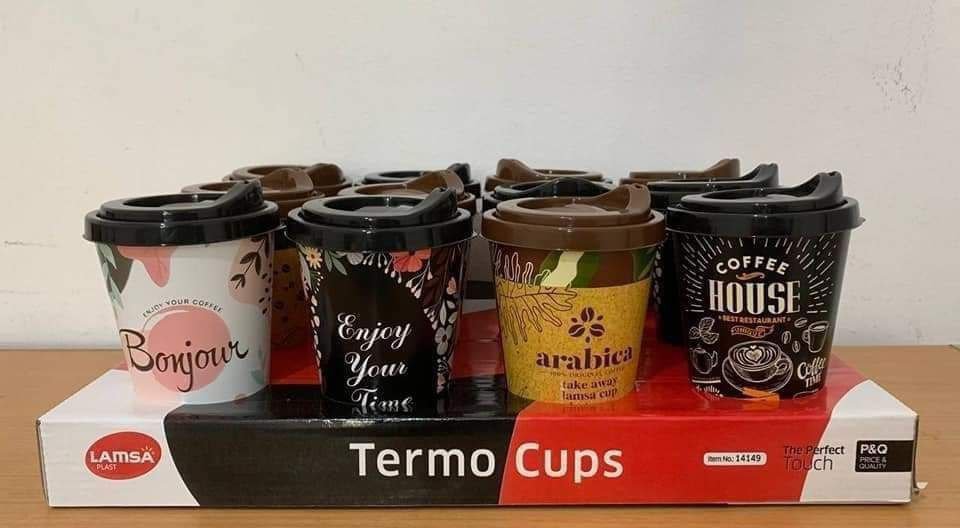 ENJOY YOUR COFFEE
Bonjour
Enjoy
Your
Time
arabica
100% ORIGINAL COFFEE
take away
lamsa cup
COFFEE
HOUSE
BEST RESTAURANT
Coffee
TIME
LAMSA
PLAST
Termo Cups
Item No.: 14149
The Perfect
Touch
P&Q
PRICE &
QUALITY